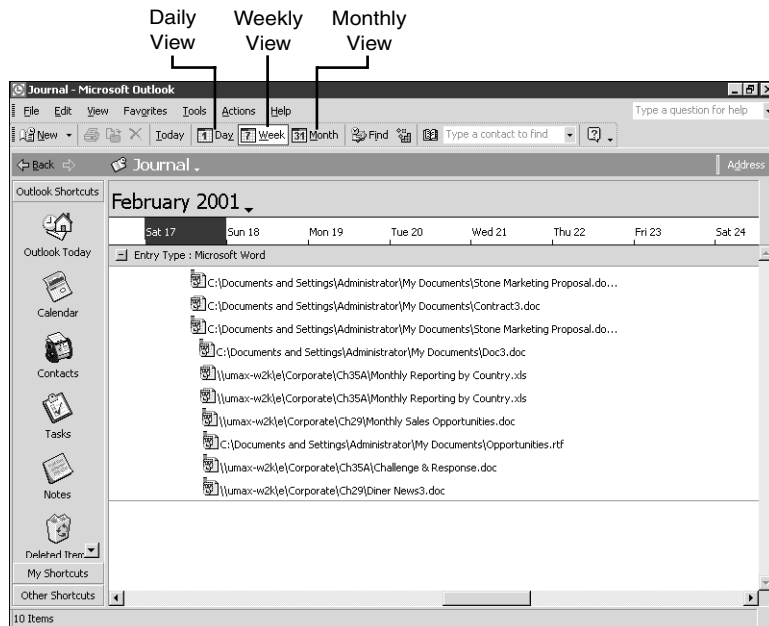 Daily View
Weekly View
Monthly View
Journal - Microsoft Outlook
File Edit View Favorites Tools Actions Help
Type a question for help
New Today 1 Day 7 Week 31 Month Find Type a contact to find
Back Journal Address
Outlook Shortcuts
Outlook Today
Calendar
Contacts
Tasks
Notes
Deleted Item
My Shortcuts
Other Shortcuts
February 2001
Sat 17 Sun 18 Mon 19 Tue 20 Wed 21 Thu 22 Fri 23 Sat 24
Entry Type : Microsoft Word
C:\Documents and Settings\Administrator\My Documents\Stone Marketing Proposal.do...
C:\Documents and Settings\Administrator\My Documents\Contract3.doc
C:\Documents and Settings\Administrator\My Documents\Stone Marketing Proposal.do...
C:\Documents and Settings\Administrator\My Documents\Doc3.doc
\\umax-w2k\e\Corporate\Ch35A\Monthly Reporting by Country.xls
\\umax-w2k\e\Corporate\Ch35A\Monthly Reporting by Country.xls
\\umax-w2k\e\Corporate\Ch29\Monthly Sales Opportunities.doc
C:\Documents and Settings\Administrator\My Documents\Opportunities.rtf
\\umax-w2k\e\Corporate\Ch35A\Challenge & Response.doc
\\umax-w2k\e\Corporate\Ch29\Diner News3.doc
10 Items